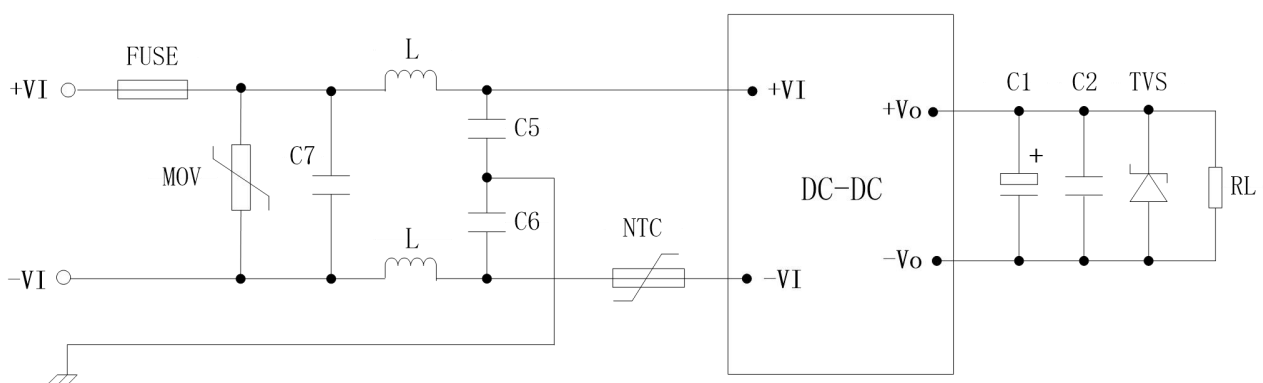 FUSE
L
+VI
+VI
C1
C2
TVS
+Vo
C5
+
C7
MOV
DC-DC
RL
C6
NTC
L
-Vo
-VI
-VI